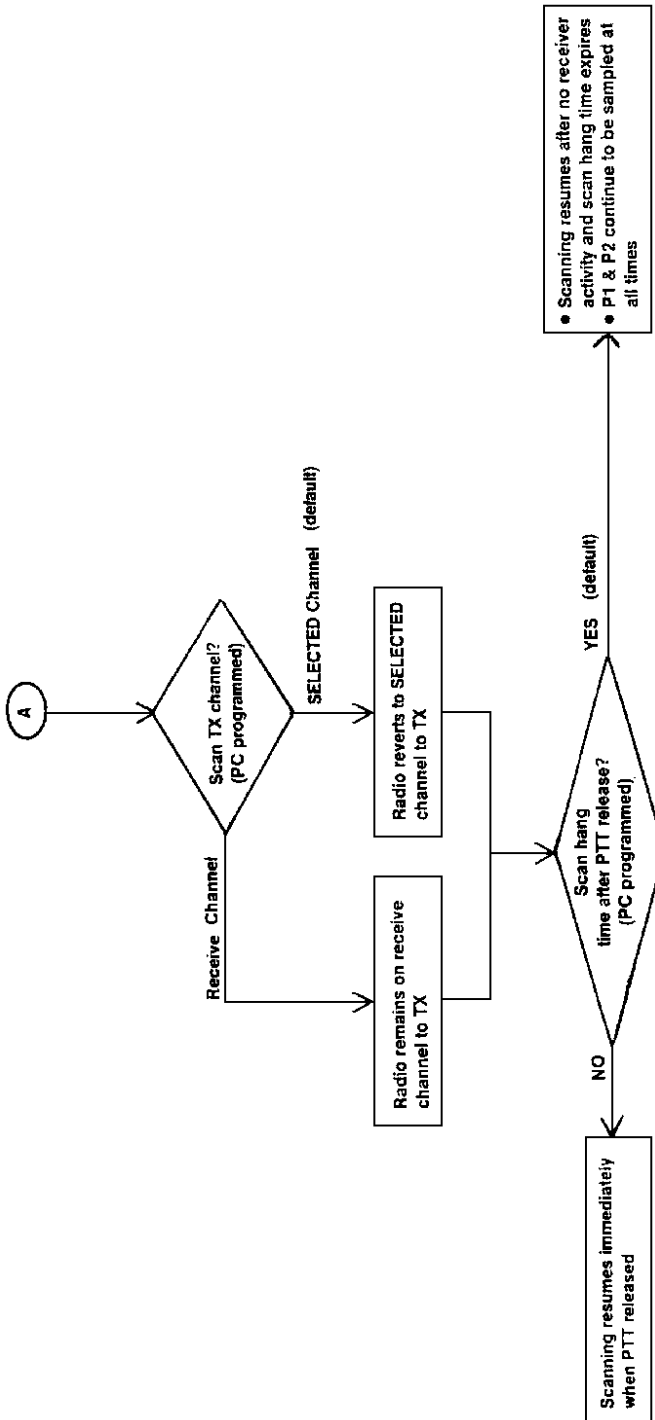 A
Scan TX channel?
(PC programmed)
Receive Channel
SELECTED Channel (default)
Radio remains on receive
channel to TX
Radio reverts to SELECTED
channel to TX
Scan hang
time after PTT release?
(PC programmed)
NO
YES (default)
Scanning resumes immediately
when PTT released
• Scanning resumes after no receiver
activity and scan hang time expires
• P1 & P2 continue to be sampled at
all times